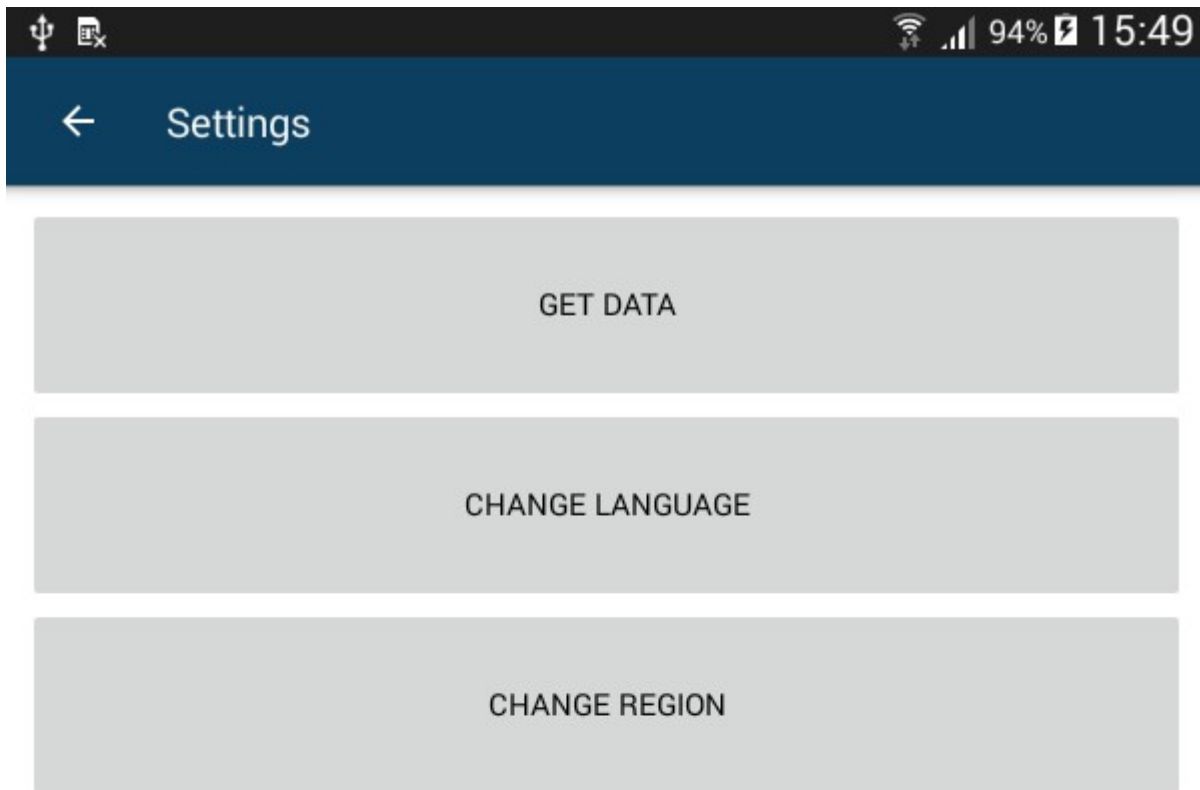 94% 15:49
Settings
GET DATA
CHANGE LANGUAGE
CHANGE REGION